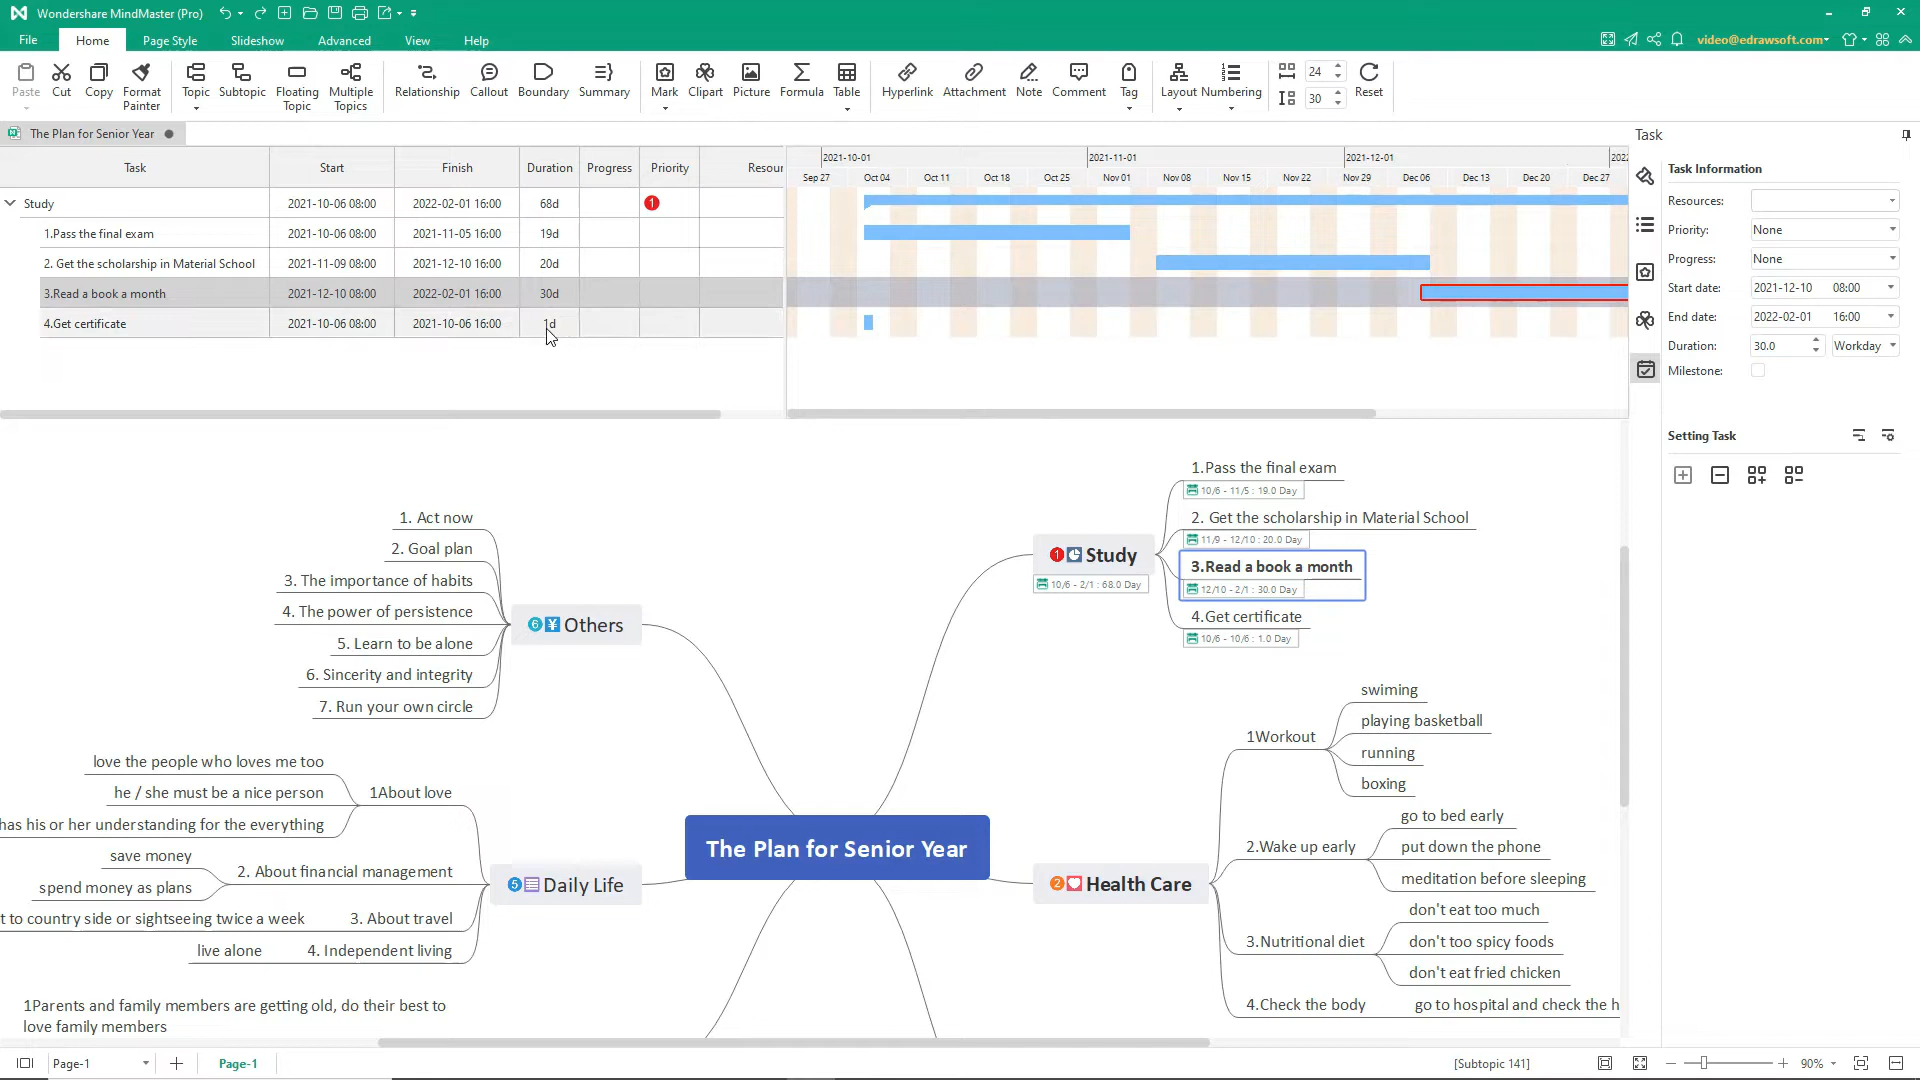 Wondershare MindMaster (Pro)
File Home Page Style Slideshow Advanced View Help
video@edrawsoft.com
Paste Cut Copy Format Painter Topic Subtopic Floating Topic Multiple Topics Relationship Callout Boundary Summary Mark Clipart Picture Formula Table Hyperlink Attachment Note Comment Tag Layout Numbering 24 30 Reset
The Plan for Senior Year
Task Start Finish Duration Progress Priority Resour
Study 2021-10-06 08:00 2022-02-01 16:00 68d 1
1.Pass the final exam 2021-10-06 08:00 2021-11-05 16:00 19d
2. Get the scholarship in Material School 2021-11-09 08:00 2021-12-10 16:00 20d
3.Read a book a month 2021-12-10 08:00 2022-02-01 16:00 30d
4.Get certificate 2021-10-06 08:00 2021-10-06 16:00 1d
2021-10-01 2021-11-01 2021-12-01 2022
Sep 27 Oct 04 Oct 11 Oct 18 Oct 25 Nov 01 Nov 08 Nov 15 Nov 22 Nov 29 Dec 06 Dec 13 Dec 20 Dec 27
Task
Task Information
Resources:
Priority: None
Progress: None
Start date: 2021-12-10 08:00
End date: 2022-02-01 16:00
Duration: 30.0 Workday
Milestone:
Setting Task
1.Pass the final exam
10/6 - 11/5 : 19.0 Day
2. Get the scholarship in Material School
11/9 - 12/10 : 20.0 Day
1 Study
10/6 - 2/1 : 68.0 Day
3.Read a book a month
12/10 - 2/1 : 30.0 Day
4.Get certificate
10/6 - 10/6 : 1.0 Day
1. Act now
2. Goal plan
3. The importance of habits
4. The power of persistence
5. Learn to be alone
6. Sincerity and integrity
7. Run your own circle
6 ¥ Others
swiming
playing basketball
1Workout
running
boxing
go to bed early
2.Wake up early
put down the phone
meditation before sleeping
2 Health Care
don't eat too much
3.Nutritional diet
don't too spicy foods
don't eat fried chicken
4.Check the body
go to hospital and check the h
The Plan for Senior Year
love the people who loves me too
he / she must be a nice person
1About love
has his or her understanding for the everything
save money
2. About financial management
spend money as plans
5 Daily Life
t to country side or sightseeing twice a week
3. About travel
live alone
4. Independent living
1Parents and family members are getting old, do their best to
love family members
Page-1 Page-1
[Subtopic 141] 90%